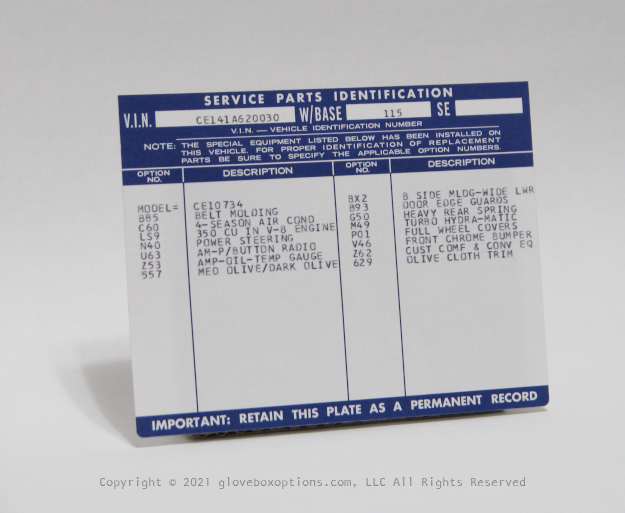 SERVICE PARTS IDENTIFICATION
V.I.N. CE141A620030 W/BASE 115 SE
V.I.N. — VEHICLE IDENTIFICATION NUMBER
NOTE: THE SPECIAL EQUIPMENT LISTED BELOW HAS BEEN INSTALLED ON
THIS VEHICLE. FOR PROPER IDENTIFICATION OF REPLACEMENT
PARTS BE SURE TO SPECIFY THE APPLICABLE OPTION NUMBERS.
OPTION NO. DESCRIPTION OPTION NO. DESCRIPTION
MODEL= CE10734
B85 BELT MOLDING
C60 4-SEASON AIR COND
LS9 350 CU IN V-8 ENGINE
N40 POWER STEERING
U63 AM-P/BUTTON RADIO
Z53 AMP-OIL-TEMP GAUGE
557 MED OLIVE/DARK OLIVE
BX2 B SIDE MLDG-WIDE LWR
B93 DOOR EDGE GUARDS
G50 HEAVY REAR SPRING
M49 TURBO HYDRA-MATIC
P01 FULL WHEEL COVERS
V46 FRONT CHROME BUMPER
Z62 CUST COMF & CONV EQ
629 OLIVE CLOTH TRIM
IMPORTANT: RETAIN THIS PLATE AS A PERMANENT RECORD
Copyright © 2021 gloveboxoptions.com, LLC All Rights Reserved